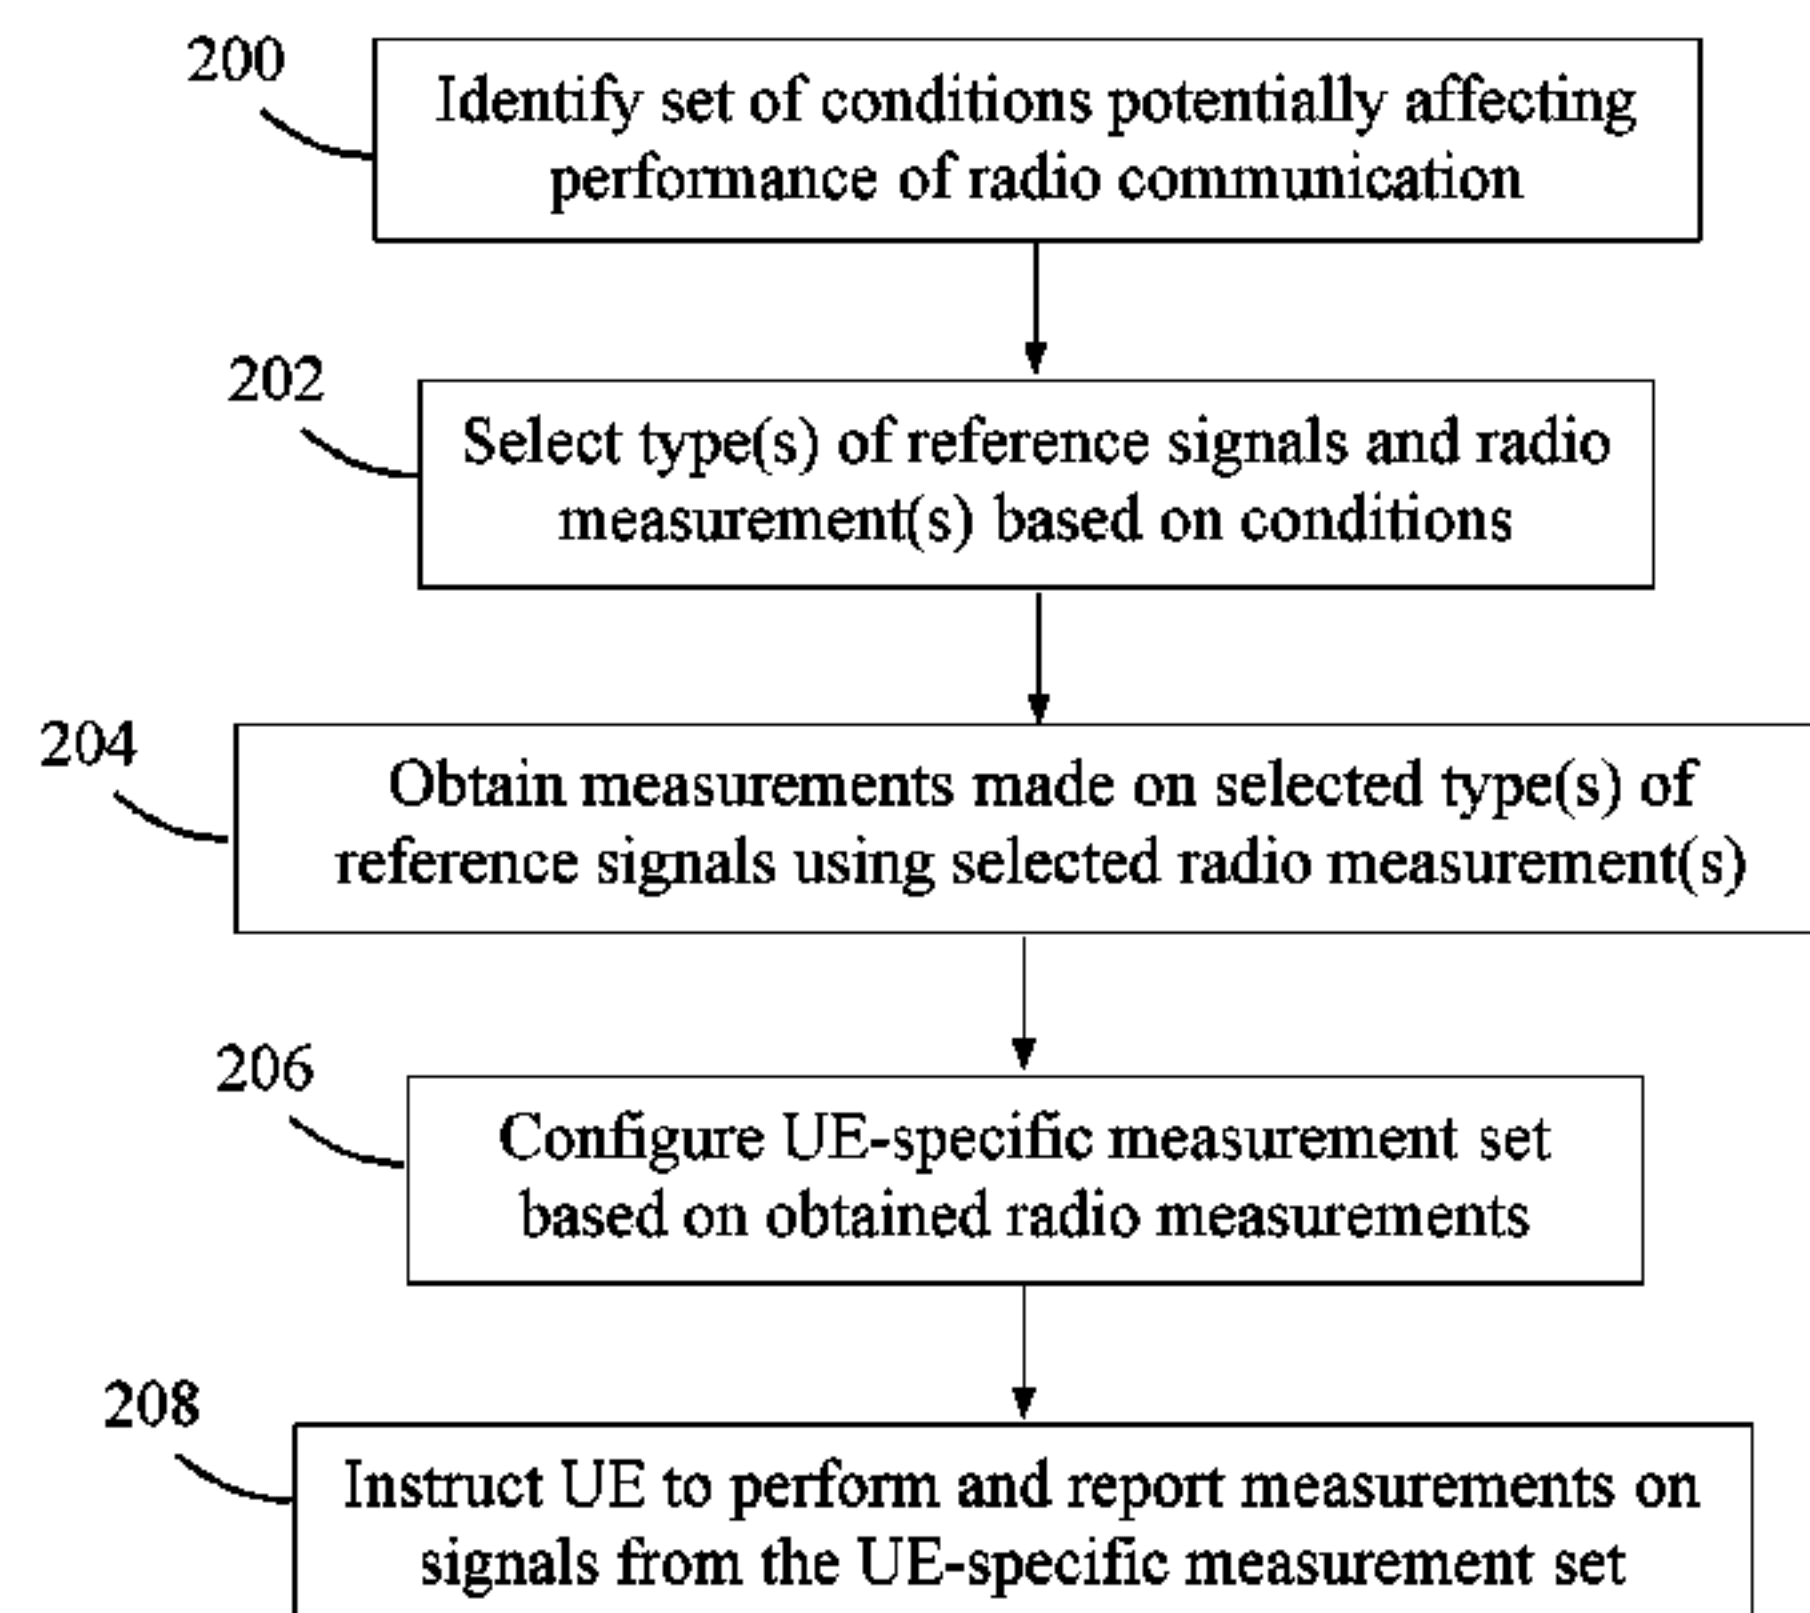 200
Identify set of conditions potentially affecting
performance of radio communication
202
Select type(s) of reference signals and radio
measurement(s) based on conditions
204
Obtain measurements made on selected type(s) of
reference signals using selected radio measurement(s)
206
Configure UE-specific measurement set
based on obtained radio measurements
208
Instruct UE to perform and report measurements on
signals from the UE-specific measurement set